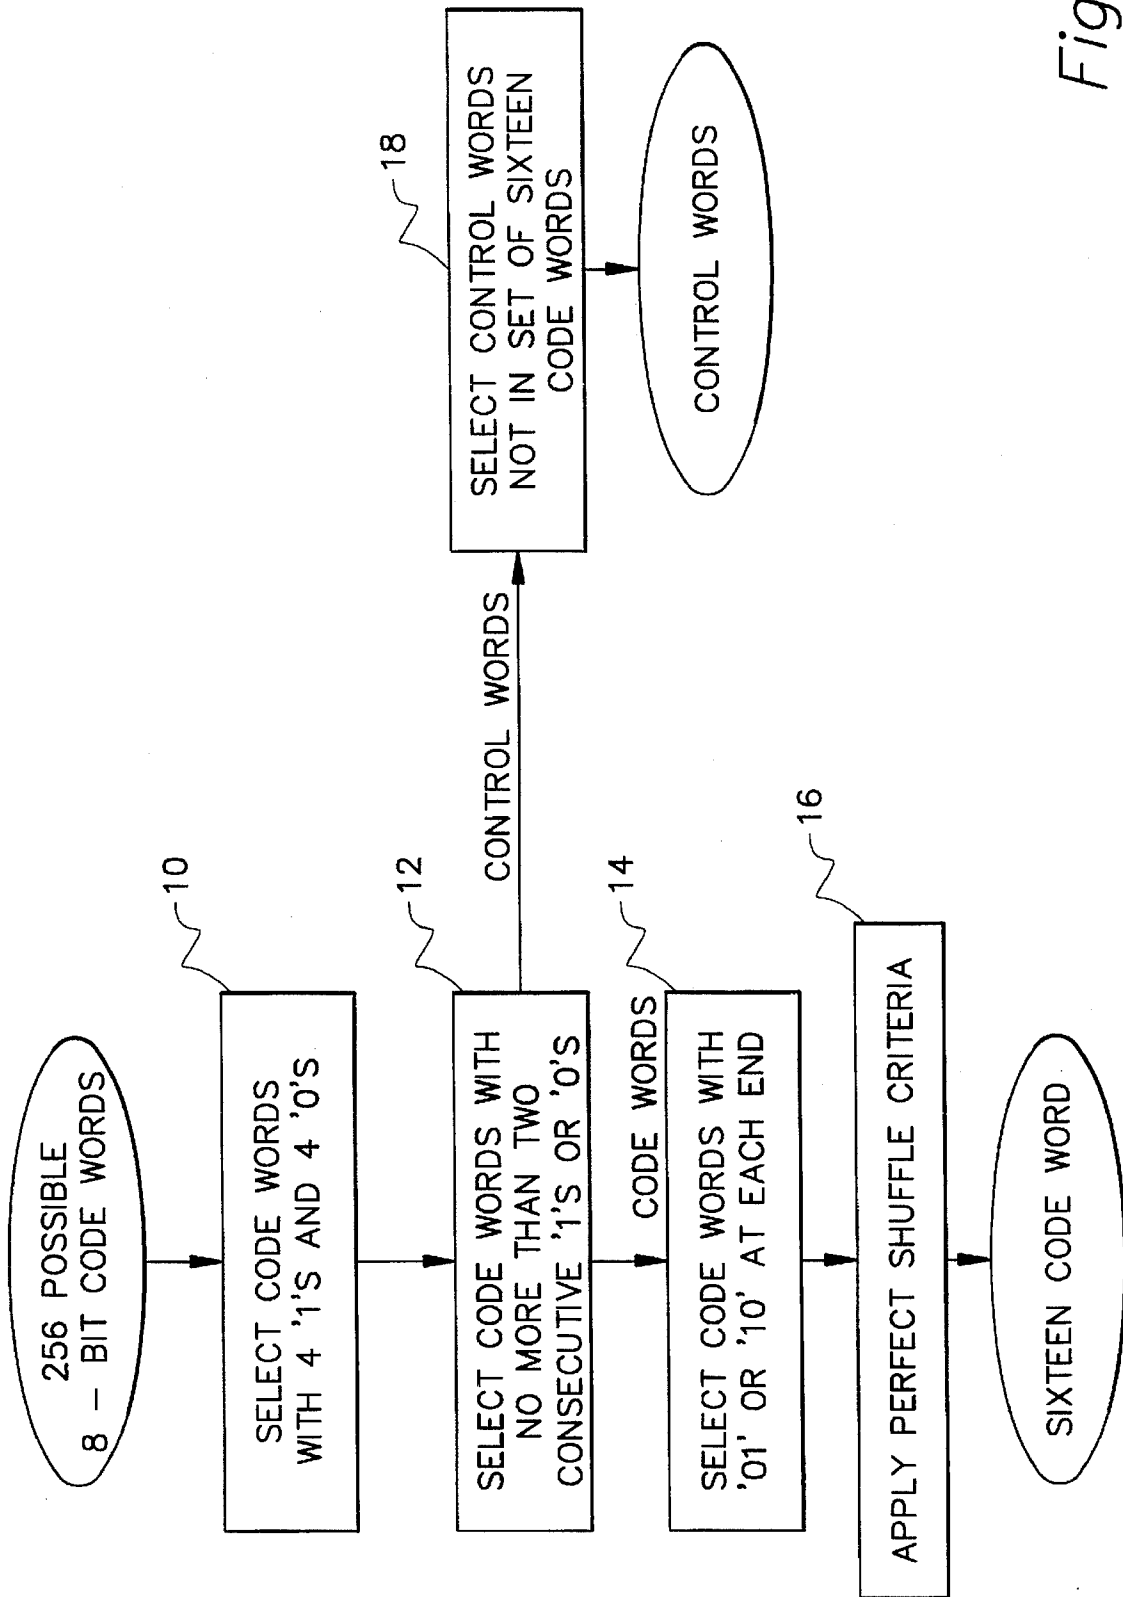 256 POSSIBLE
8 – BIT CODE WORDS
10
SELECT CODE WORDS
WITH 4 '1'S AND 4 '0'S
12
SELECT CODE WORDS WITH
NO MORE THAN TWO
CONSECUTIVE '1'S OR '0'S
CONTROL WORDS
18
SELECT CONTROL WORDS
NOT IN SET OF SIXTEEN
CODE WORDS
CONTROL WORDS
CODE WORDS
14
SELECT CODE WORDS WITH
'01' OR '10' AT EACH END
16
APPLY PERFECT SHUFFLE CRITERIA
SIXTEEN CODE WORD
Fig